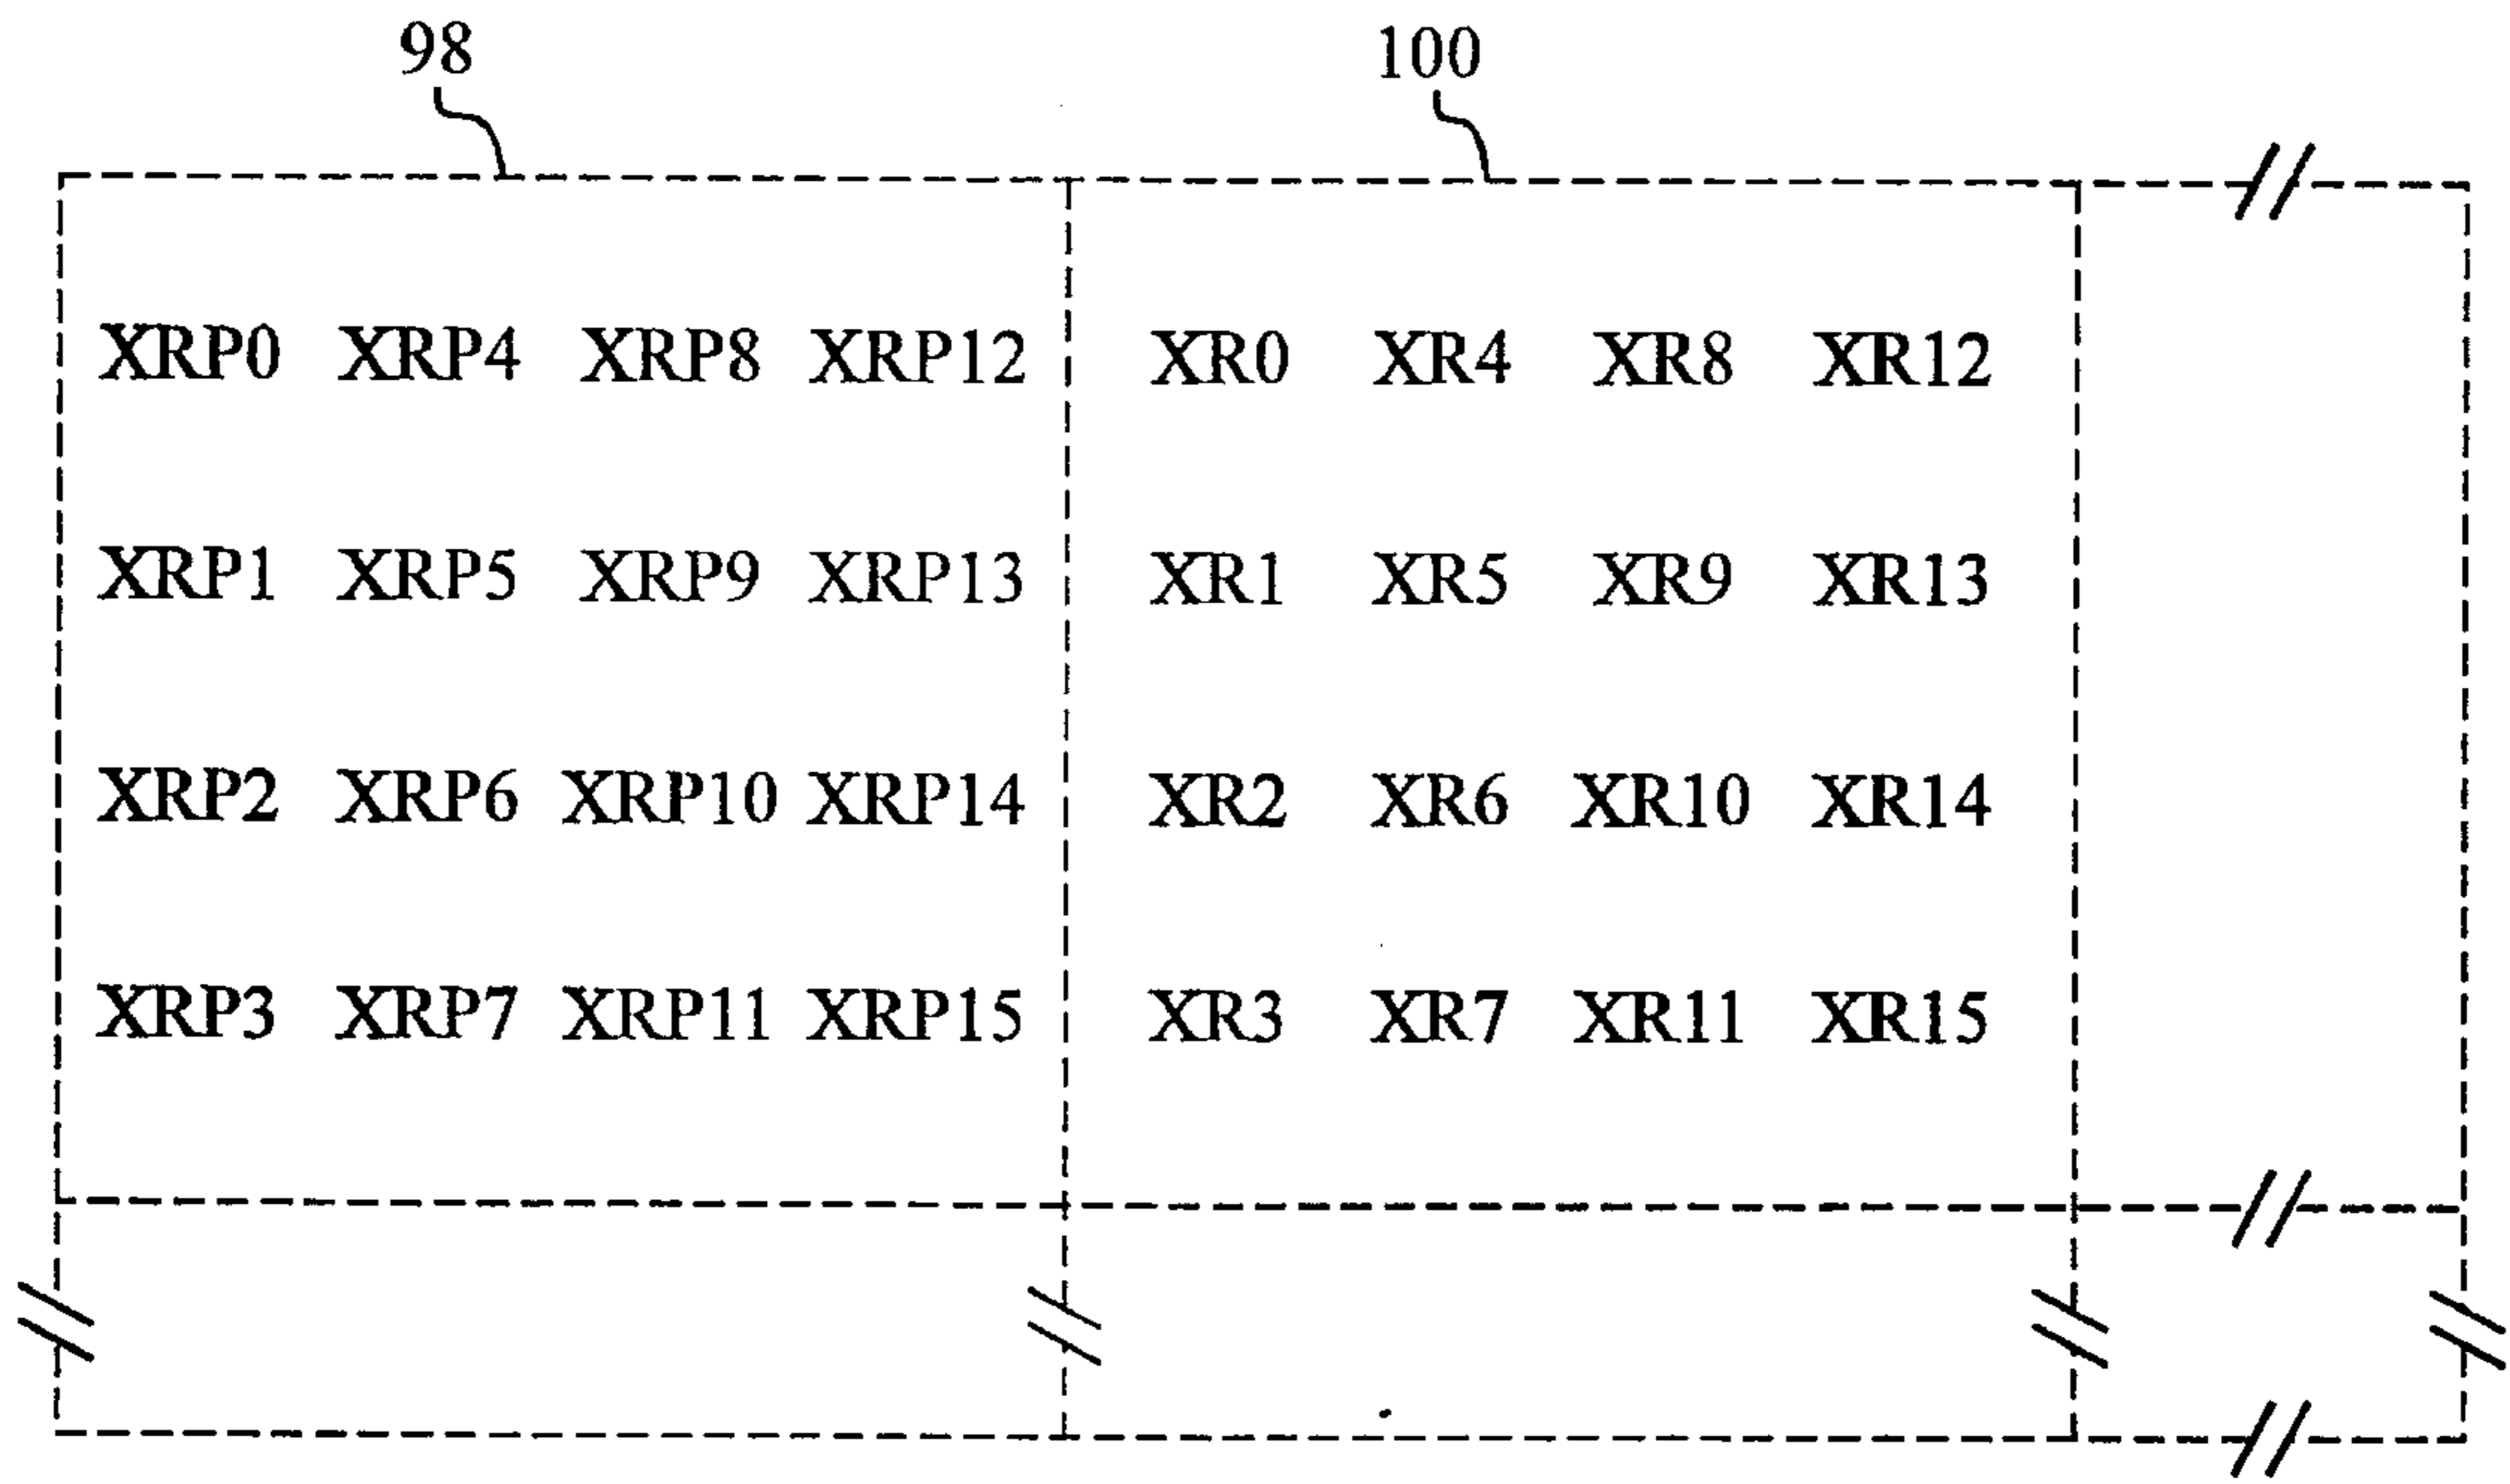 98 100
XRP0 XRP4 XRP8 XRP12 XR0 XR4 XR8 XR12
XRP1 XRP5 XRP9 XRP13 XR1 XR5 XR9 XR13
XRP2 XRP6 XRP10 XRP14 XR2 XR6 XR10 XR14
XRP3 XRP7 XRP11 XRP15 XR3 XR7 XR11 XR15